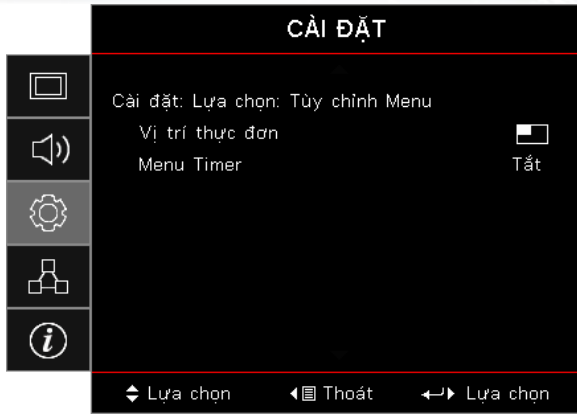 CÀI ĐẶT
Cài đặt: Lựa chọn: Tùy chỉnh Menu
Vị trí thực đơn
Menu Timer Tắt
Lựa chọn Thoát Lựa chọn